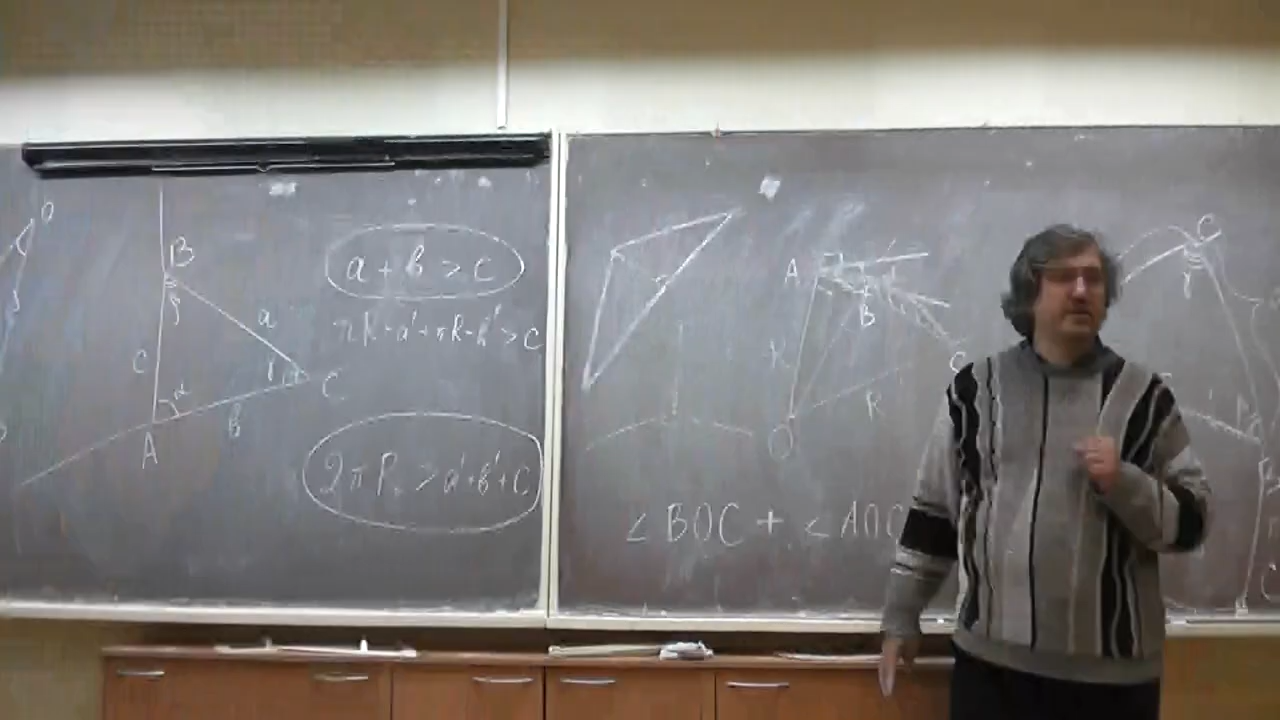 O
B
β
a
c
α
γ
C
b
A
a + b > c
πR - a' + πR - b' > c
2πR > a' + b' + c
A
B
C
R
R
O
∠BOC + ∠AOC
C
γ